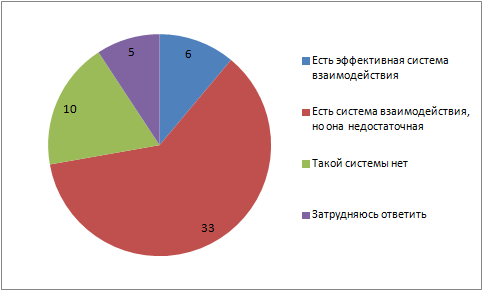 5
6
10
33
Есть эффективная система
взаимодействия
Есть система взаимодействия,
но она недостаточная
Такой системы нет
Затрудняюсь ответить